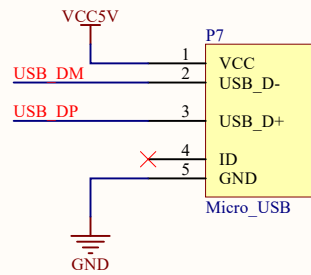 VCC5V
P7
1 VCC
USB_DM 2 USB_D-
USB_DP 3 USB_D+
4 ID
5 GND
Micro_USB
GND